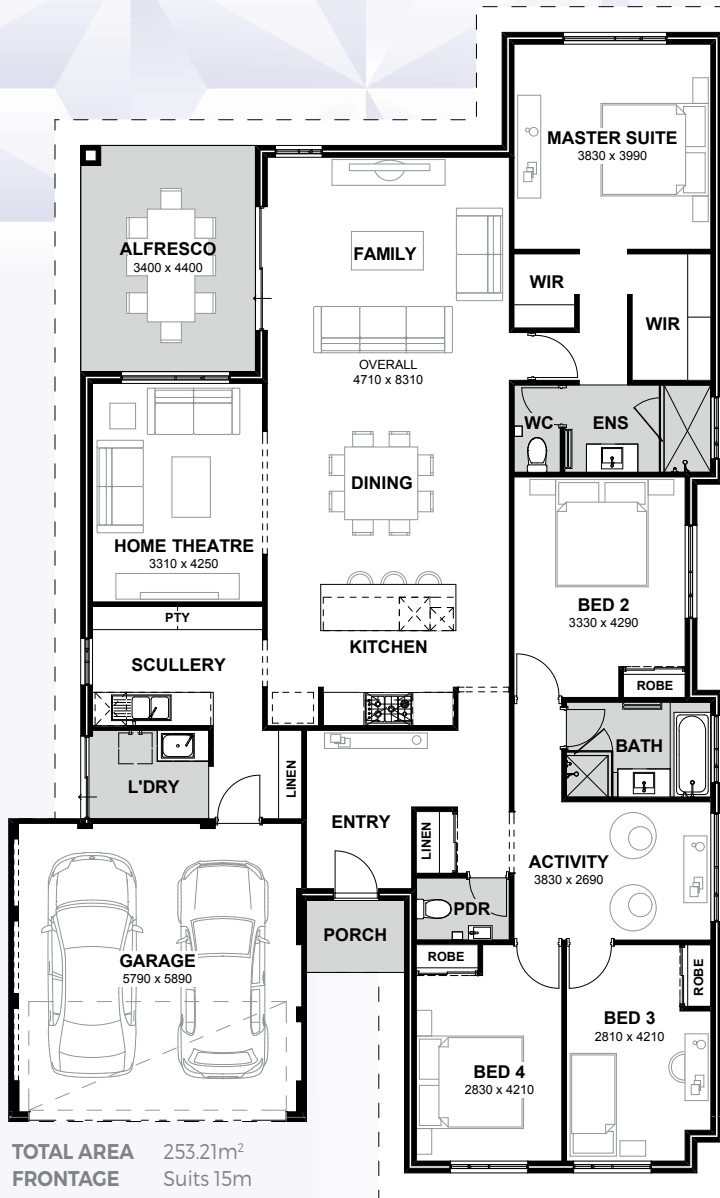 MASTER SUITE
3830 x 3990
ALFRESCO
3400 x 4400
FAMILY
WIR
WIR
OVERALL
4710 x 8310
WC
ENS
DINING
HOME THEATRE
3310 x 4250
BED 2
3330 x 4290
PTY
KITCHEN
SCULLERY
ROBE
BATH
L'DRY
LINEN
ENTRY
LINEN
ACTIVITY
3830 x 2690
PDR
PORCH
GARAGE
5790 x 5890
ROBE
ROBE
BED 3
2810 x 4210
BED 4
2830 x 4210
TOTAL AREA 253.21m²
FRONTAGE Suits 15m